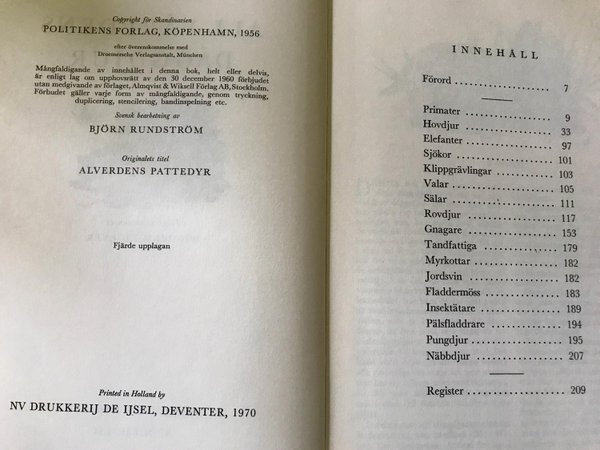 Copyright för Skandinavien
POLITIKENS FORLAG, KÖPENHAMN, 1956
efter överenskommelse med
Droemersche Verlagsanstalt, München
Mångfaldigande av innehållet i denna bok, helt eller delvis,
är enligt lag om upphovsrätt av den 30 december 1960 förbjudet
utan medgivande av förlaget, Almqvist & Wiksell Förlag AB, Stockholm.
Förbudet gäller varje form av mångfaldigande, genom tryckning,
duplicering, stencilering, bandinspelning etc.
Svensk bearbetning av
BJÖRN RUNDSTRÖM
Originalets titel
ALVERDENS PATTEDYR
Fjärde upplagan
Printed in Holland by
NV DRUKKERIJ DE IJSEL, DEVENTER, 1970
INNEHÅLL
Förord 7
Primater 9
Hovdjur 33
Elefanter 97
Sjökor 101
Klippgrävlingar 103
Valar 105
Sälar 111
Rovdjur 117
Gnagare 153
Tandfattiga 179
Myrkottar 182
Jordsvin 182
Fladdermöss 183
Insektätare 189
Pälsfladdrare 194
Pungdjur 195
Näbbdjur 207
Register 209